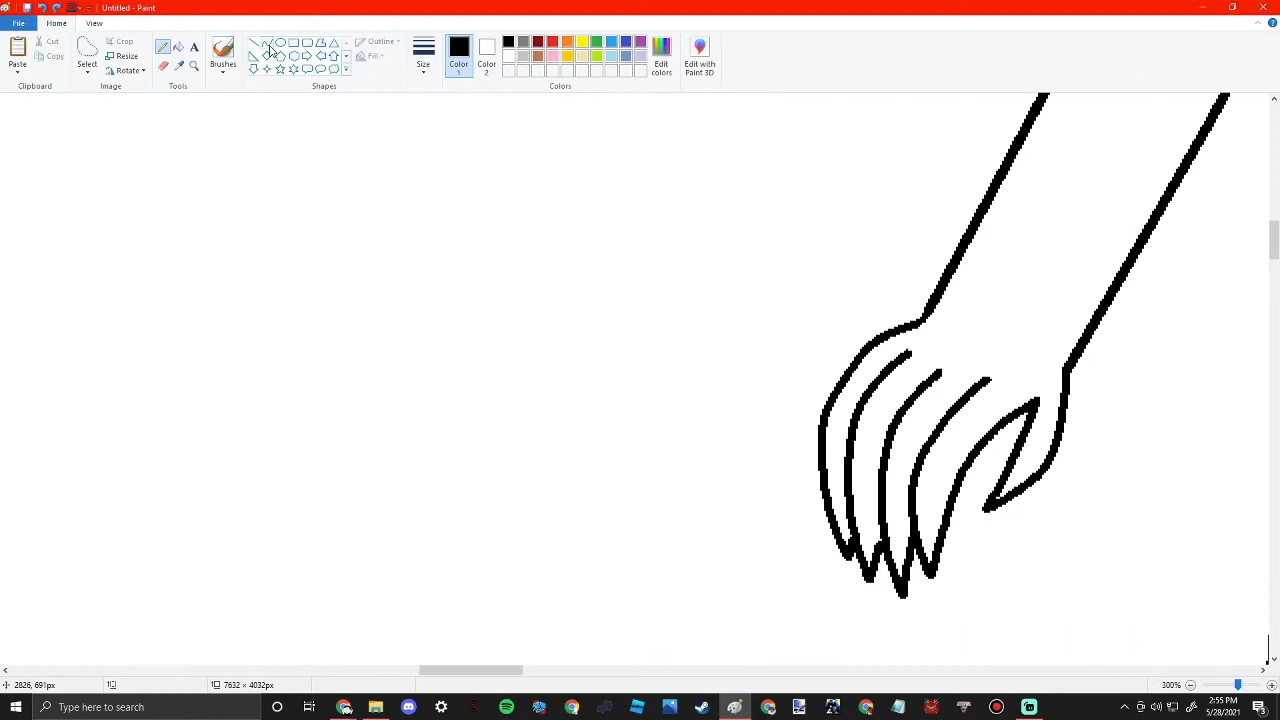 Untitled - Paint
File
Home
View
Paste
Cut
Copy
Clipboard
Select
Crop
Resize
Rotate
Image
A
Tools
Brushes
Outline
Fill
Shapes
Size
Color
1
Color
2
Edit
colors
Colors
Edit with
Paint 3D
2826, 691px
7632 × 4032px
300%
Type here to search
2:55 PM
5/28/2021